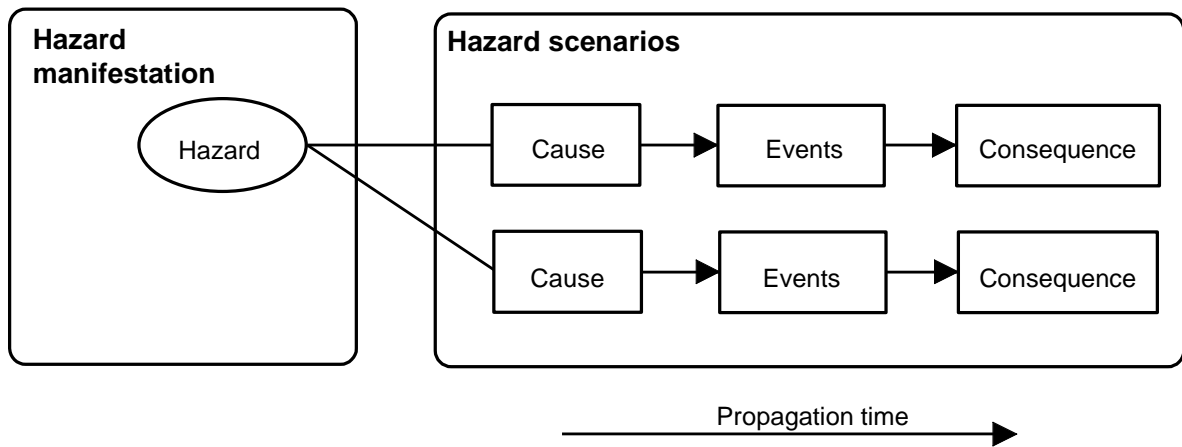 Hazard
manifestation
Hazard scenarios
Hazard
Cause
Events
Consequence
Cause
Events
Consequence
Propagation time